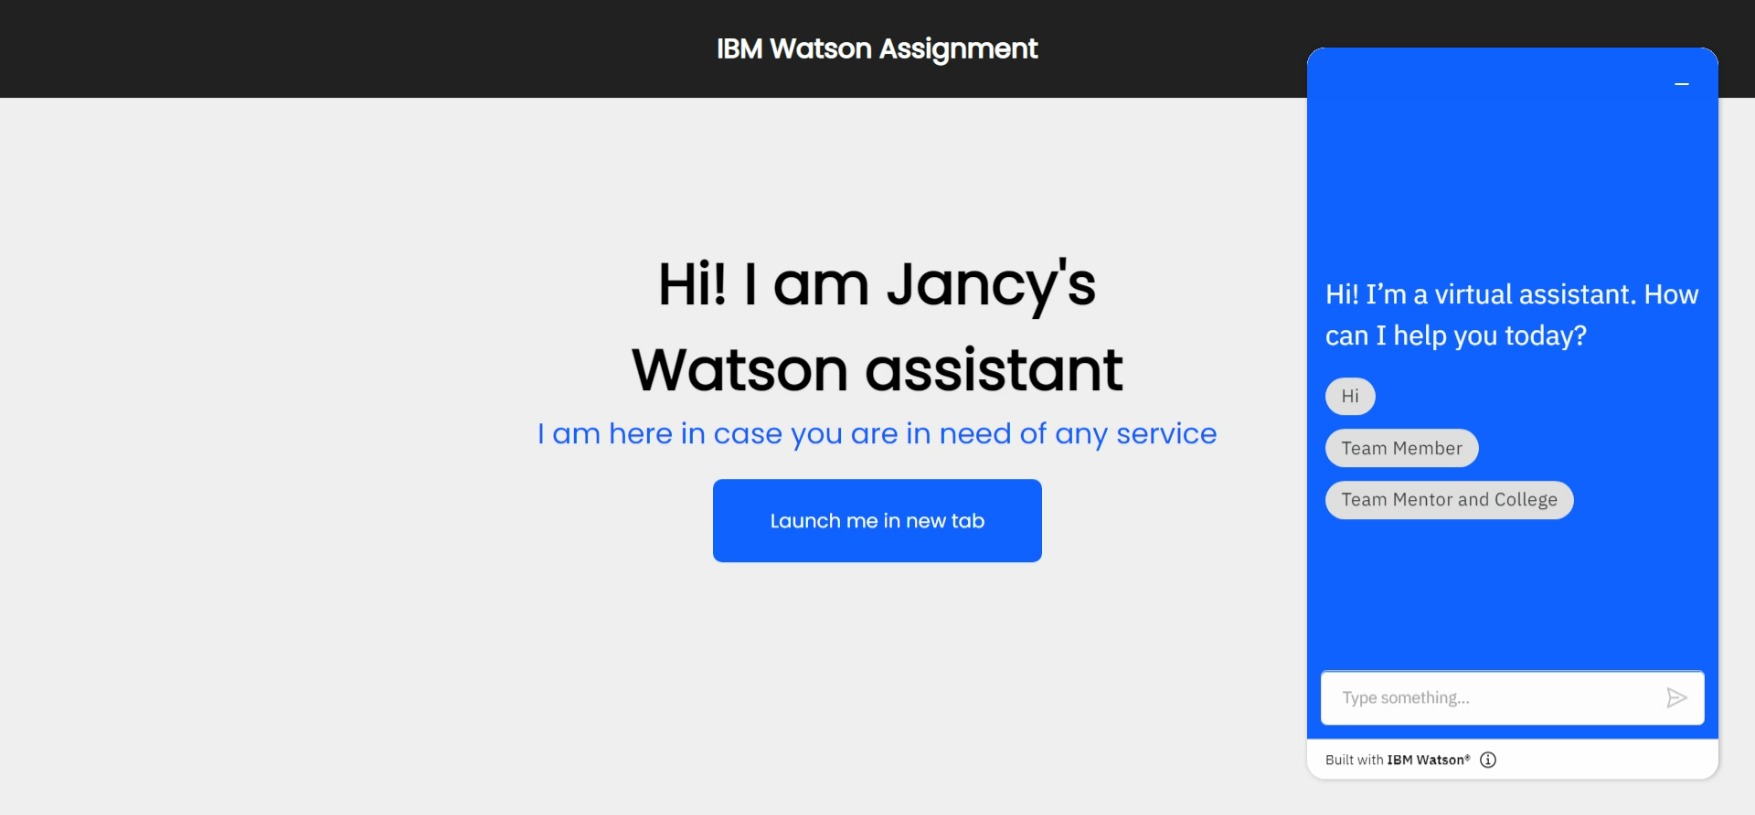 IBM Watson Assignment
Hi! I am Jancy's
Watson assistant
I am here in case you are in need of any service
Launch me in new tab
Hi! I’m a virtual assistant. How
can I help you today?
Hi
Team Member
Team Mentor and College
Type something...
Built with IBM Watson®